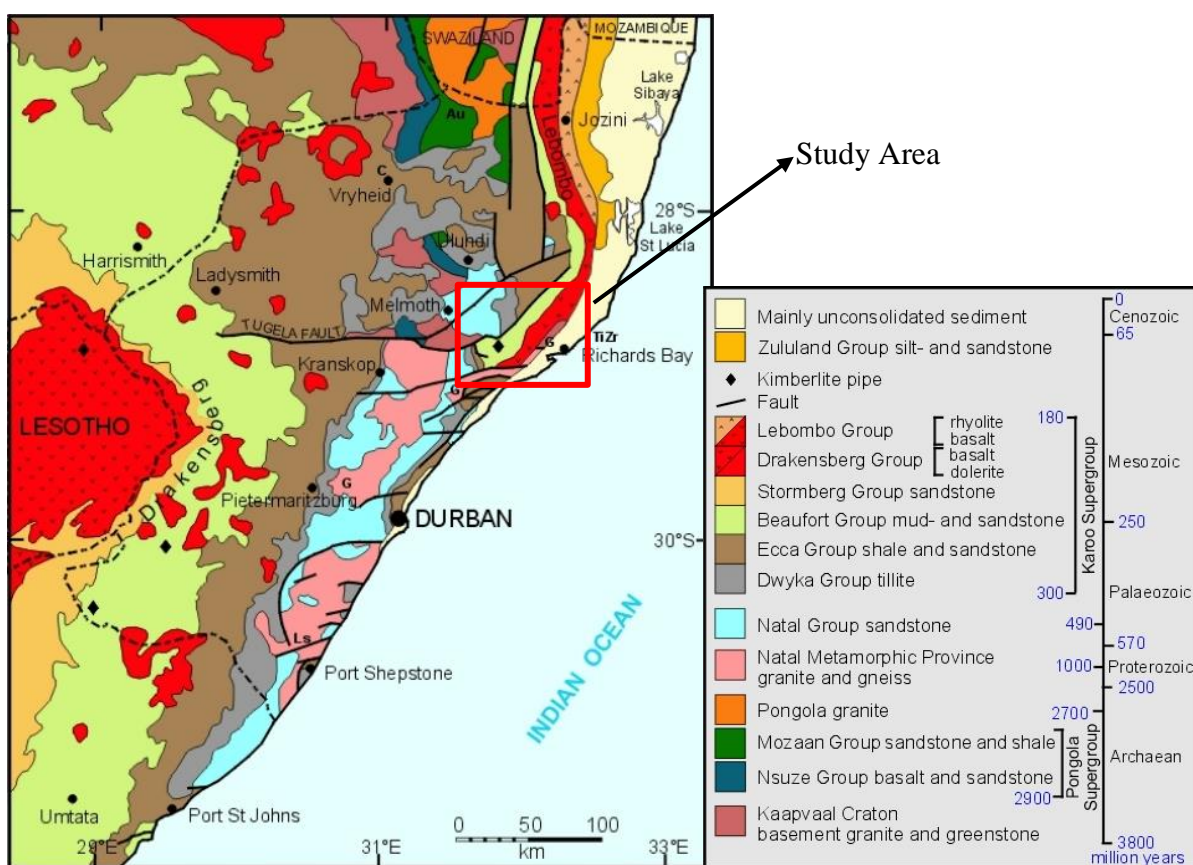 SWAZILAND
MOZAMBIQUE
Lake
Sibaya
Au
Jozini
Lebombo
Study Area
C
Vryheid
28°S
Lake
St Lucia
Ulundi
Harrismith
Ladysmith
Melmoth
TUGELA FAULT
TiZr
G
Richards Bay
Kranskop
G
LESOTHO
Drakensberg
G
Pietermaritzburg
DURBAN
30°S
Ls
Port Shepstone
INDIAN OCEAN
Umtata
Port St Johns
0 50 100
km
29°E
31°E
33°E
Mainly unconsolidated sediment
Zululand Group silt- and sandstone
Kimberlite pipe
Fault
Lebombo Group
rhyolite
basalt
Drakensberg Group
basalt
dolerite
Stormberg Group sandstone
Beaufort Group mud- and sandstone
Ecca Group shale and sandstone
Dwyka Group tillite
Natal Group sandstone
Natal Metamorphic Province
granite and gneiss
Pongola granite
Mozaan Group sandstone and shale
Nsuze Group basalt and sandstone
Kaapvaal Craton
basement granite and greenstone
180
300
Karoo Supergroup
2900
Pongola
Supergroup
0
Cenozoic
65
Mesozoic
250
Palaeozoic
490
570
1000
Proterozoic
2500
2700
Archaean
3800
million years